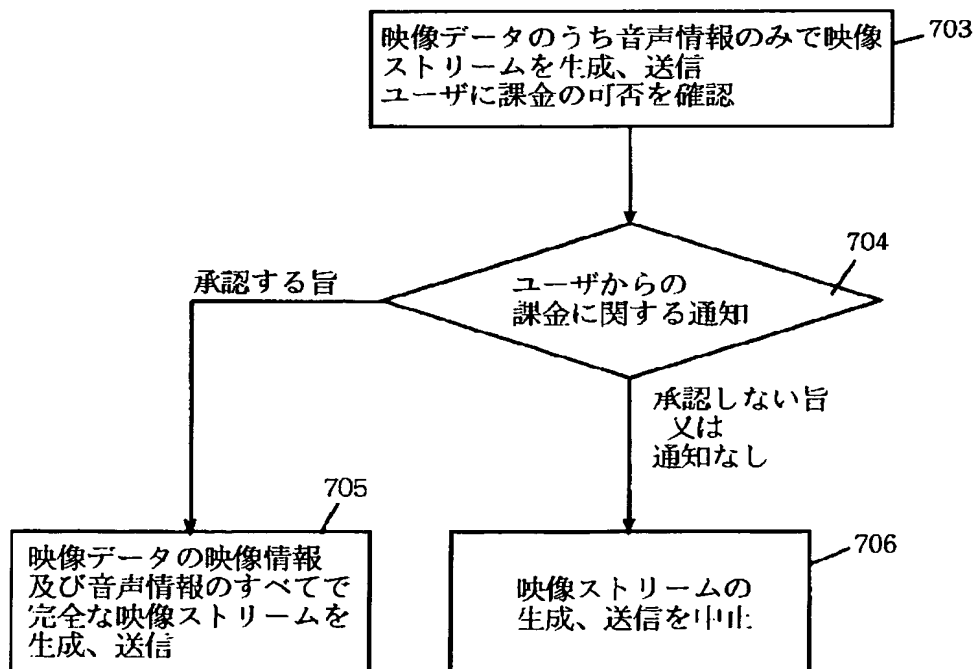 映像データのうち音声情報のみで映像
ストリームを生成、送信
ユーザに課金の可否を確認
703
704
ユーザからの
課金に関する通知
承認する旨
承認しない旨
又は
通知なし
705
映像データの映像情報
及び音声情報のすべてで
完全な映像ストリームを
生成、送信
706
映像ストリームの
生成、送信を中止